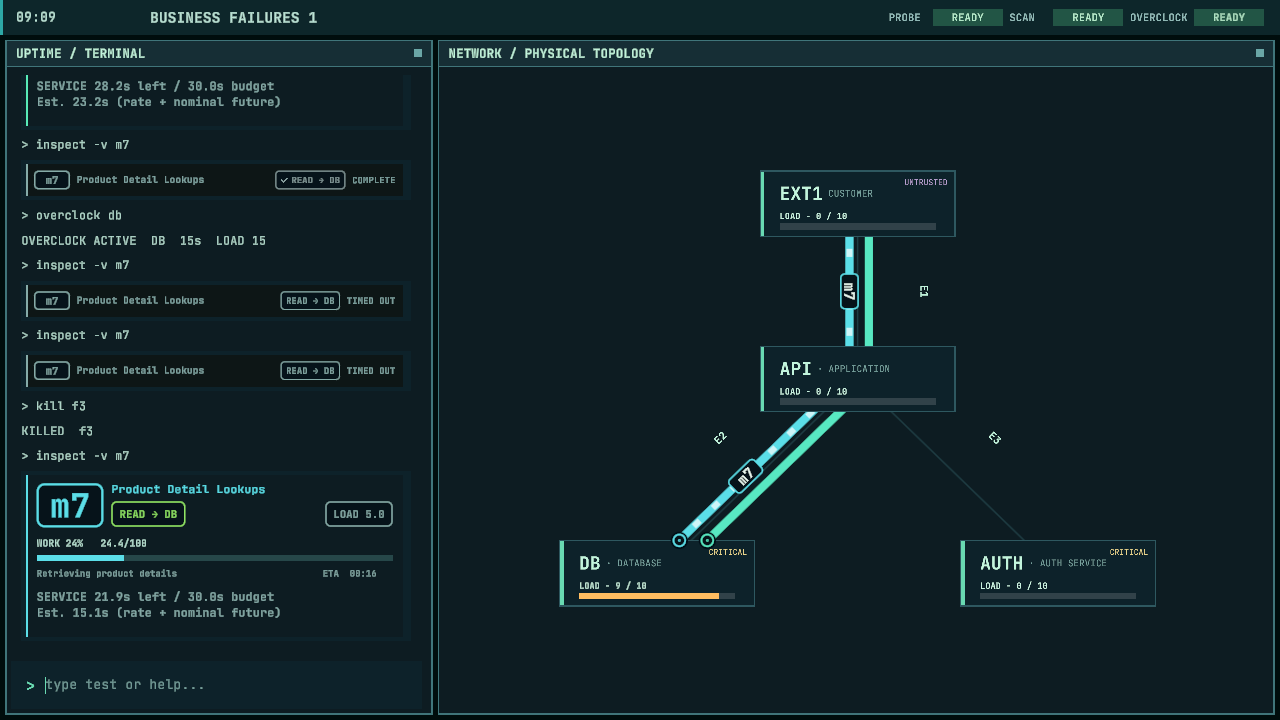 09:09
BUSINESS FAILURES 1
PROBE READY SCAN READY OVERCLOCK READY
UPTIME / TERMINAL
SERVICE 28.2s left / 30.0s budget
Est. 23.2s (rate + nominal future)
> inspect -v m7
m7 Product Detail Lookups ✓ READ → DB COMPLETE
> overclock db
OVERCLOCK ACTIVE DB 15s LOAD 15
> inspect -v m7
m7 Product Detail Lookups READ → DB TIMED OUT
> inspect -v m7
m7 Product Detail Lookups READ → DB TIMED OUT
> kill f3
KILLED f3
> inspect -v m7
m7 Product Detail Lookups
READ → DB LOAD 5.0
WORK 24% 24.4/100
Retrieving product details ETA 00:16
SERVICE 21.9s left / 30.0s budget
Est. 15.1s (rate + nominal future)
> type test or help...
NETWORK / PHYSICAL TOPOLOGY
UNTRUSTED
EXT1 CUSTOMER
LOAD - 0 / 10
m7
E1
API · APPLICATION
LOAD - 0 / 10
E2
E3
m7
CRITICAL
DB · DATABASE
LOAD - 9 / 10
CRITICAL
AUTH · AUTH SERVICE
LOAD - 0 / 10